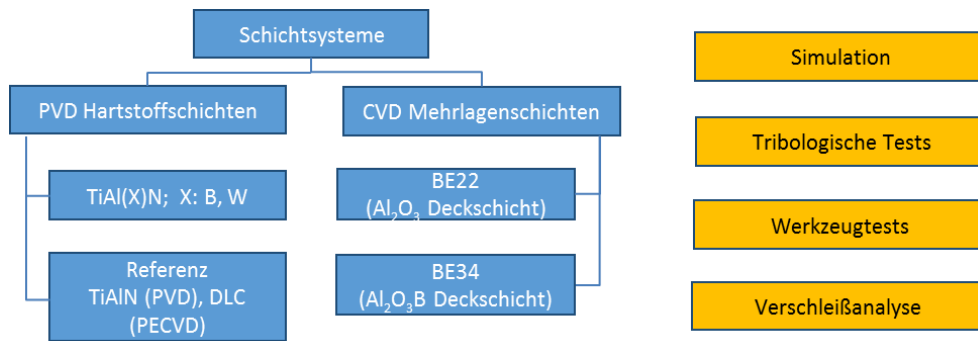 Schichtsysteme
PVD Hartstoffschichten
CVD Mehrlagenschichten
TiAl(X)N; X: B, W
Referenz
TiAlN (PVD), DLC
(PECVD)
BE22
(Al₂O₃ Deckschicht)
BE34
(Al₂O₃B Deckschicht)
Simulation
Tribologische Tests
Werkzeugtests
Verschleißanalyse